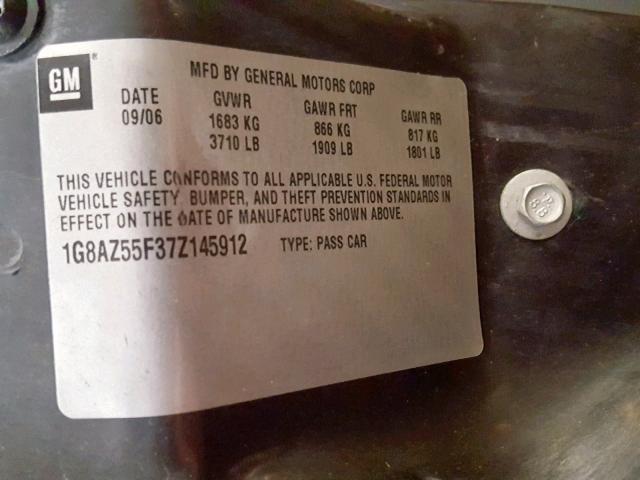 GM
®
MFD BY GENERAL MOTORS CORP
DATE GVWR GAWR FRT GAWR RR
09/06 1683 KG 866 KG 817 KG
3710 LB 1909 LB 1801 LB
THIS VEHICLE CONFORMS TO ALL APPLICABLE U.S. FEDERAL MOTOR
VEHICLE SAFETY, BUMPER, AND THEFT PREVENTION STANDARDS IN
EFFECT ON THE DATE OF MANUFACTURE SHOWN ABOVE.
1G8AZ55F37Z145912 TYPE: PASS CAR